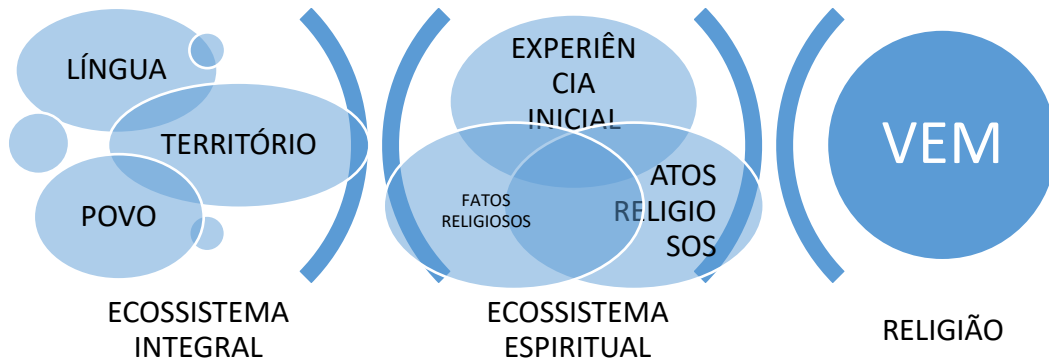 LÍNGUA
TERRITÓRIO
POVO
ECOSSISTEMA
INTEGRAL
EXPERIÊN
CIA
INICIAL
FATOS
RELIGIOSOS
ATOS
RELIGIO
SOS
ECOSSISTEMA
ESPIRITUAL
VEM
RELIGIÃO